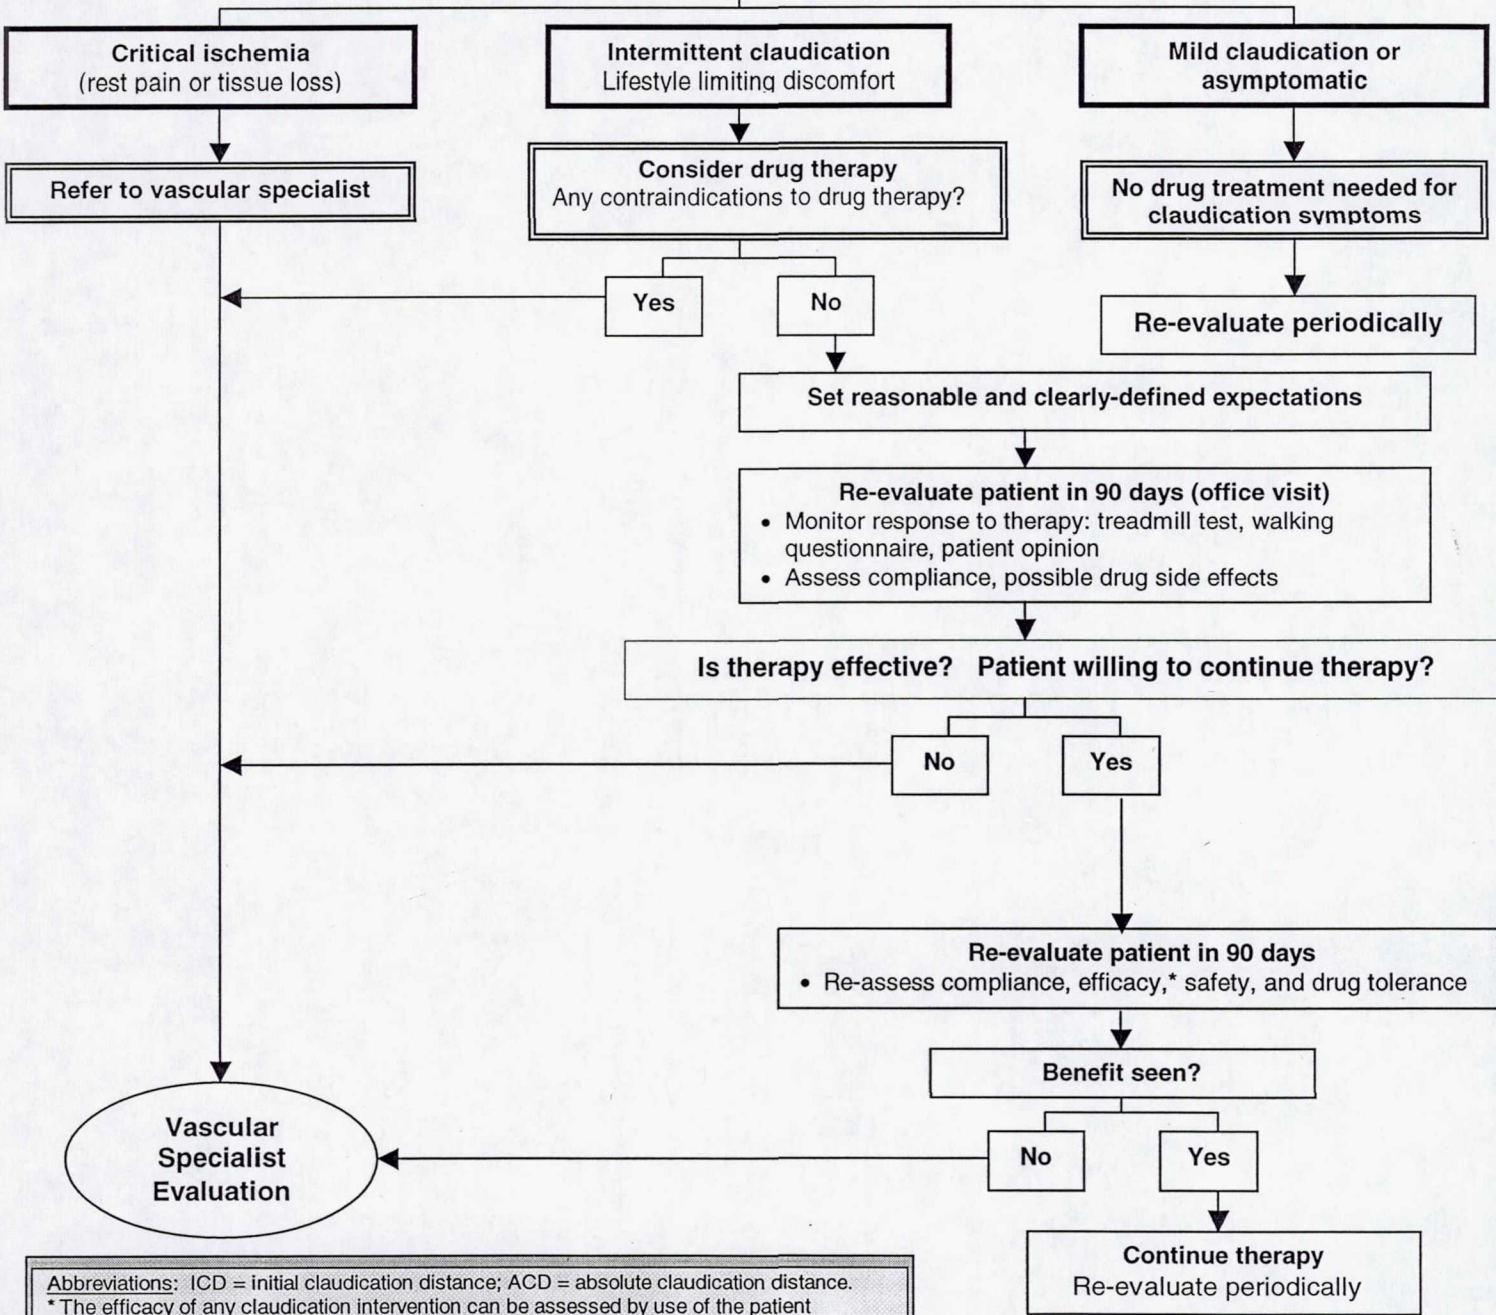 Critical ischemia
(rest pain or tissue loss)
Intermittent claudication
Lifestyle limiting discomfort
Mild claudication or
asymptomatic
Refer to vascular specialist
Consider drug therapy
Any contraindications to drug therapy?
No drug treatment needed for
claudication symptoms
Yes
No
Re-evaluate periodically
Set reasonable and clearly-defined expectations
Re-evaluate patient in 90 days (office visit)
• Monitor response to therapy: treadmill test, walking
questionnaire, patient opinion
• Assess compliance, possible drug side effects
Is therapy effective? Patient willing to continue therapy?
No
Yes
Re-evaluate patient in 90 days
• Re-assess compliance, efficacy,* safety, and drug tolerance
Benefit seen?
No
Yes
Vascular
Specialist
Evaluation
Continue therapy
Re-evaluate periodically
Abbreviations: ICD = initial claudication distance; ACD = absolute claudication distance.
* The efficacy of any claudication intervention can be assessed by use of the patient